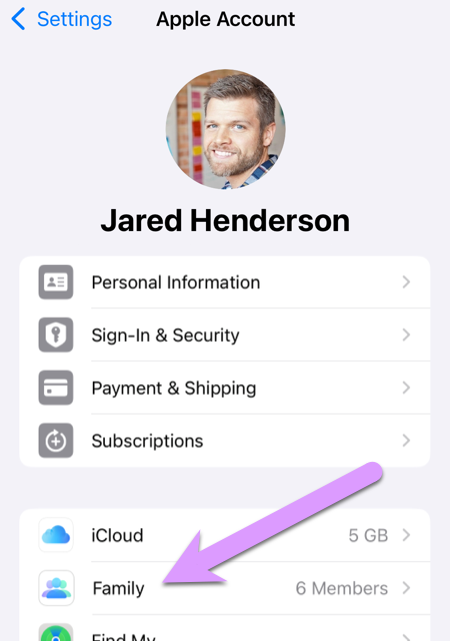 Settings
Apple Account
Jared Henderson
Personal Information
Sign-In & Security
Payment & Shipping
Subscriptions
iCloud 5 GB
Family 6 Members
Find My